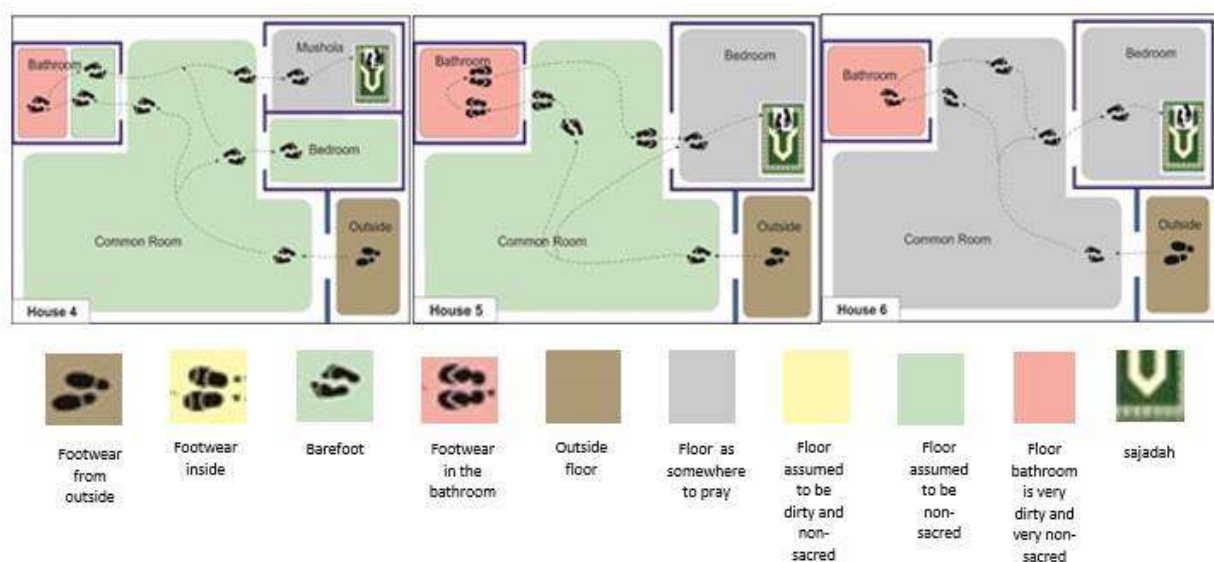 Bathroom
Mushola
Bedroom
Common Room
Outside
House 4
Bathroom
Bedroom
Common Room
Outside
House 5
Bathroom
Bedroom
Common Room
Outside
House 6
Footwear
from
outside
Footwear
inside
Barefoot
Footwear
in the
bathroom
Outside
floor
Floor as
somewhere
to pray
Floor
assumed
to be
dirty and
non-
sacred
Floor
assumed
to be
non-
sacred
Floor
bathroom
is very
dirty and
very non-
sacred
sajadah